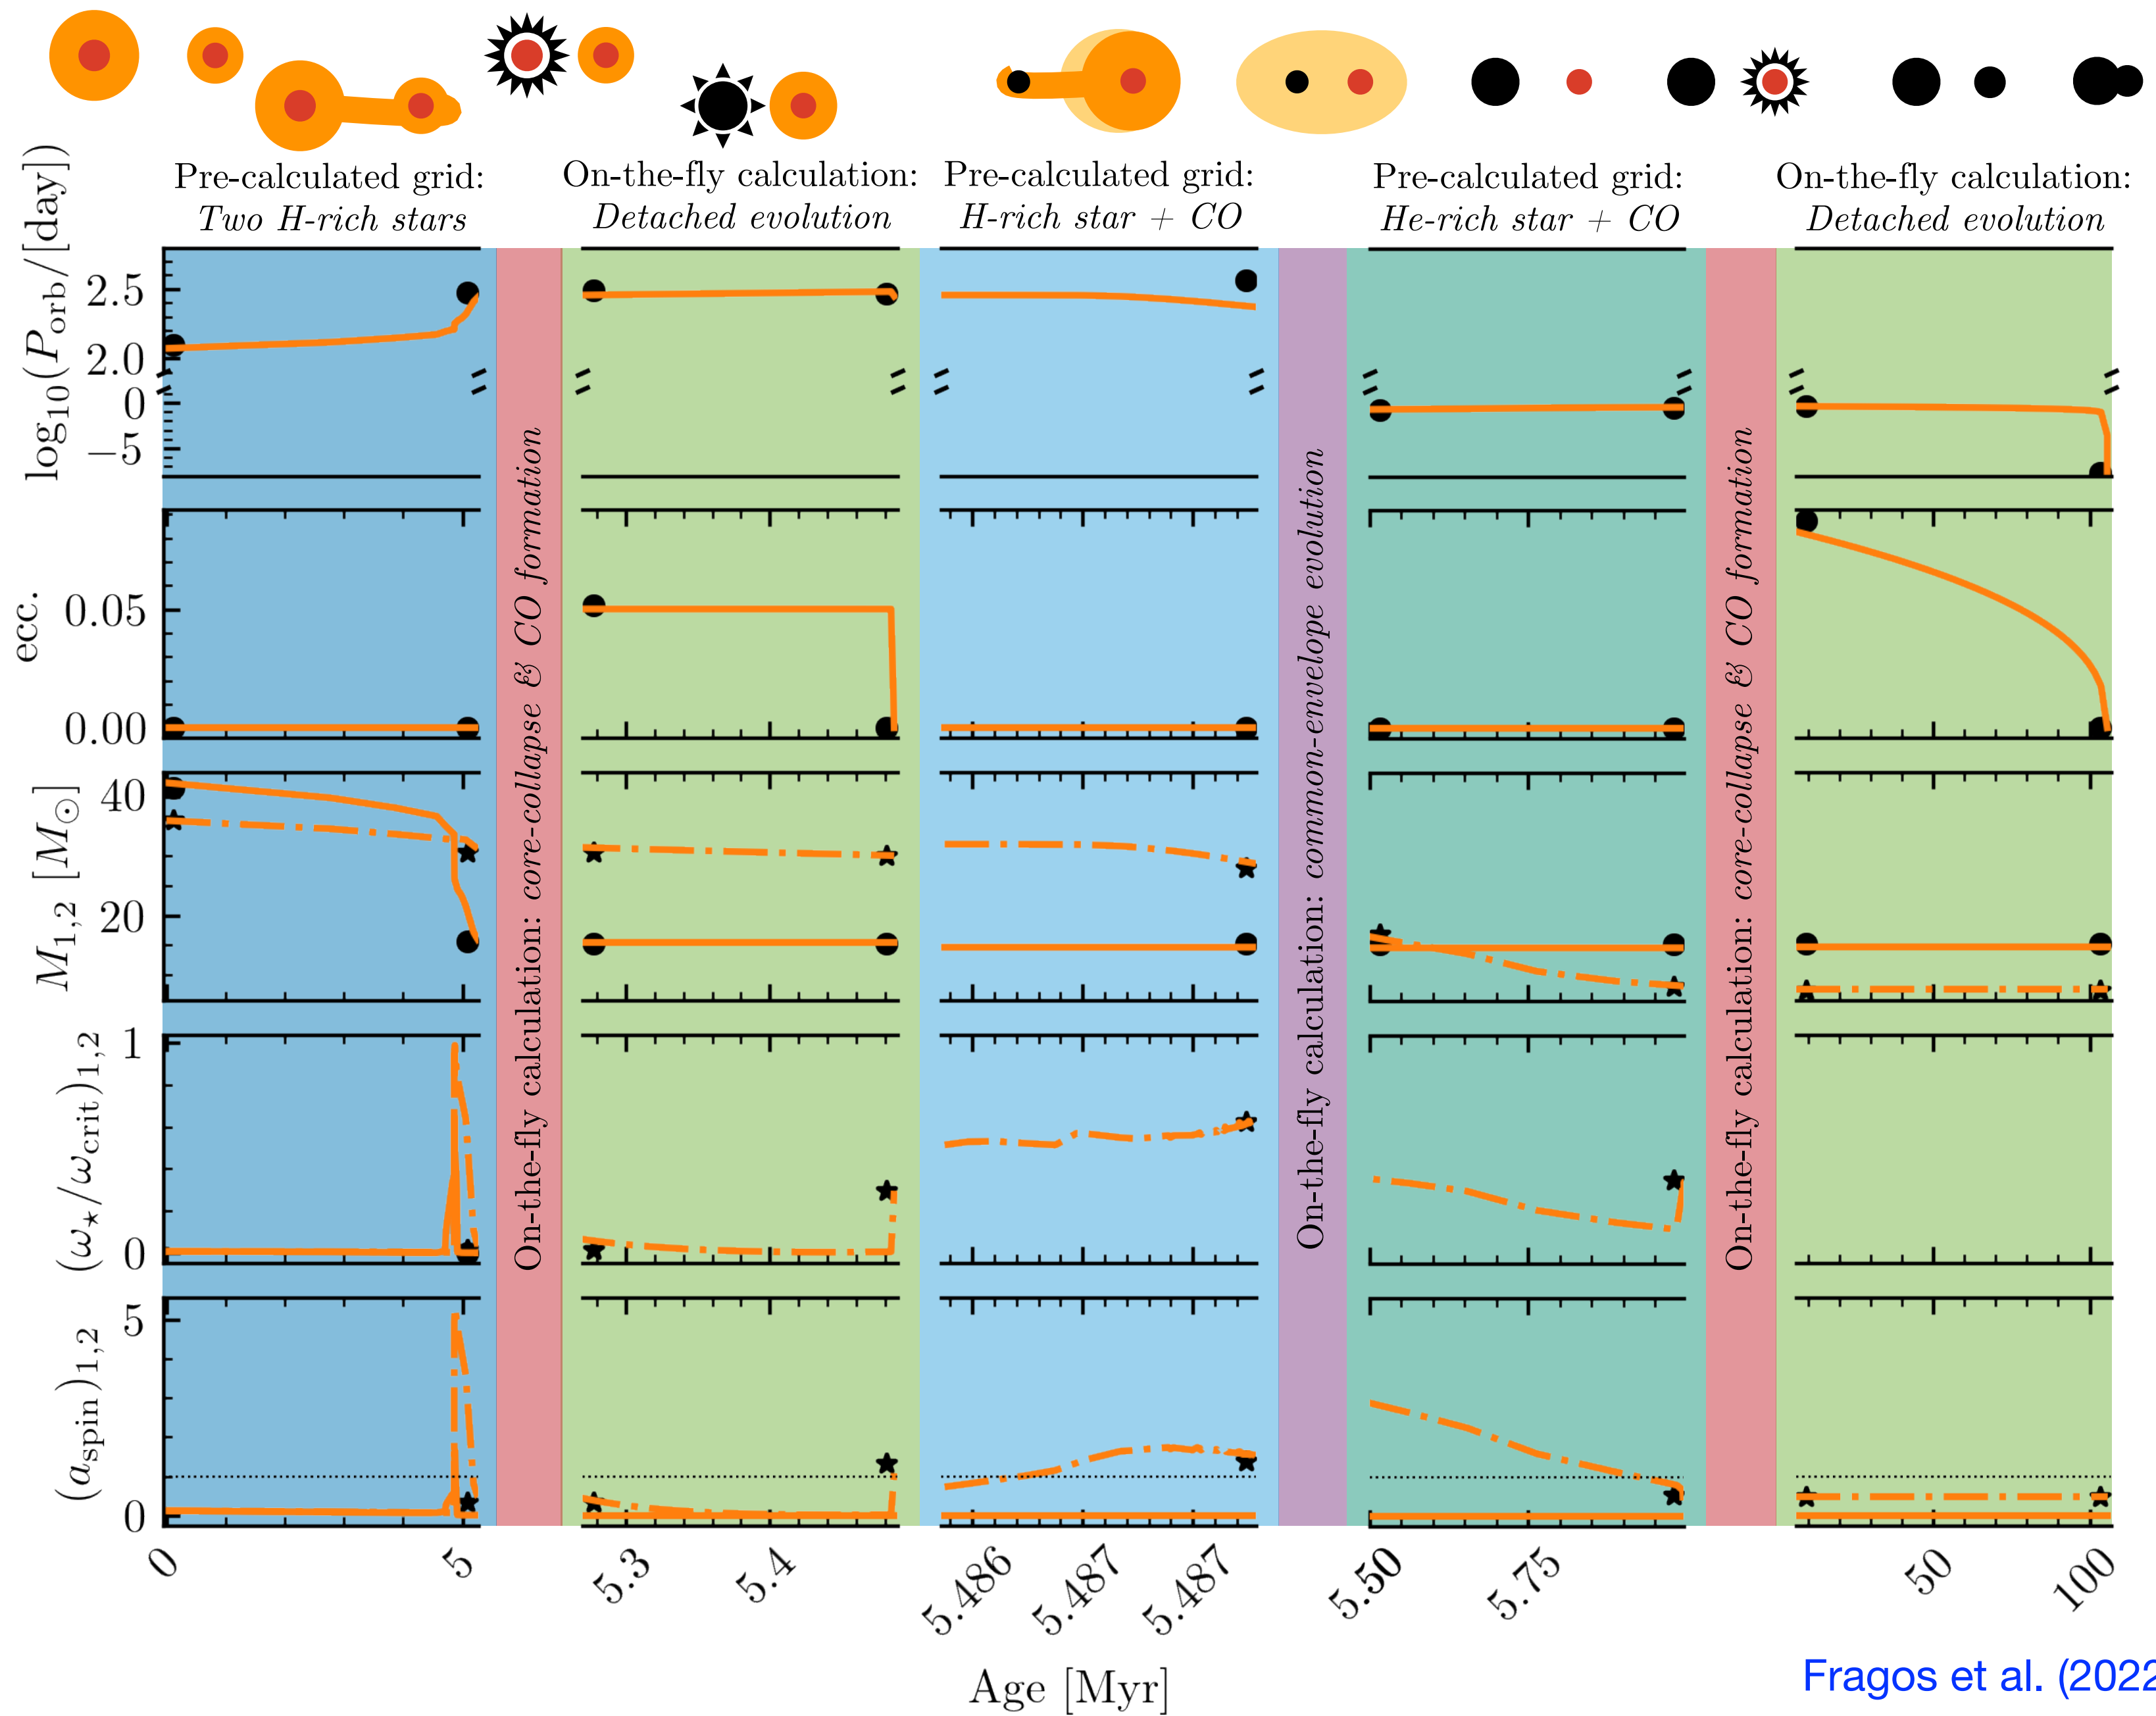 Pre-calculated grid:
Two H-rich stars
On-the-fly calculation:
Detached evolution
Pre-calculated grid:
H-rich star + CO
Pre-calculated grid:
He-rich star + CO
On-the-fly calculation:
Detached evolution
log10(Porb/[day])
2.5
2.0
0
−5
ecc.
0.05
0.00
M1,2 [M⊙]
40
20
(ω⋆/ωcrit)1,2
1
0
(aspin)1,2
5
0
On-the-fly calculation: core-collapse & CO formation
On-the-fly calculation: common-envelope evolution
On-the-fly calculation: core-collapse & CO formation
0
5
5.3
5.4
5.486
5.487
5.487
5.50
5.75
50
100
Age [Myr]
Fragos et al. (2022